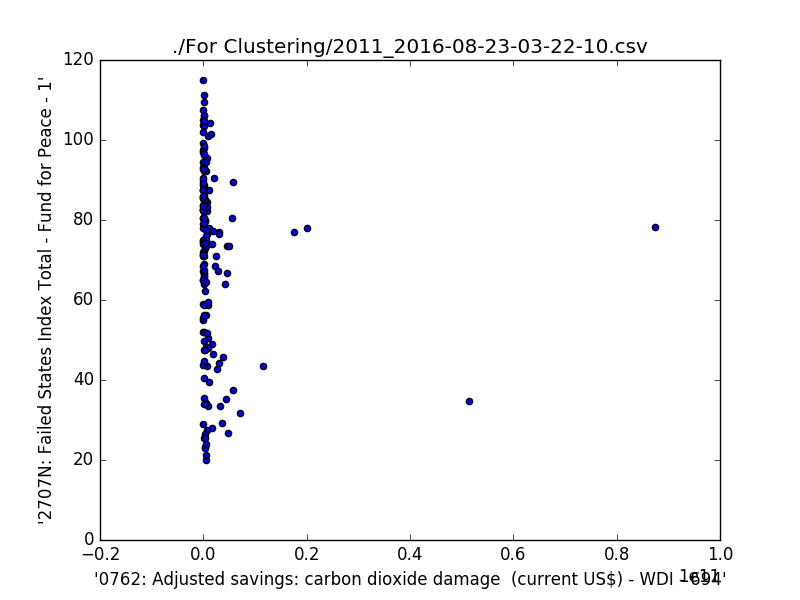 ./For Clustering/2011_2016-08-23-03-22-10.csv
120
100
80
60
40
20
0
'2707N: Failed States Index Total - Fund for Peace - 1'
−0.2 0.0 0.2 0.4 0.6 0.8 1.0
1e11
'0762: Adjusted savings: carbon dioxide damage (current US$) - WDI - 694'